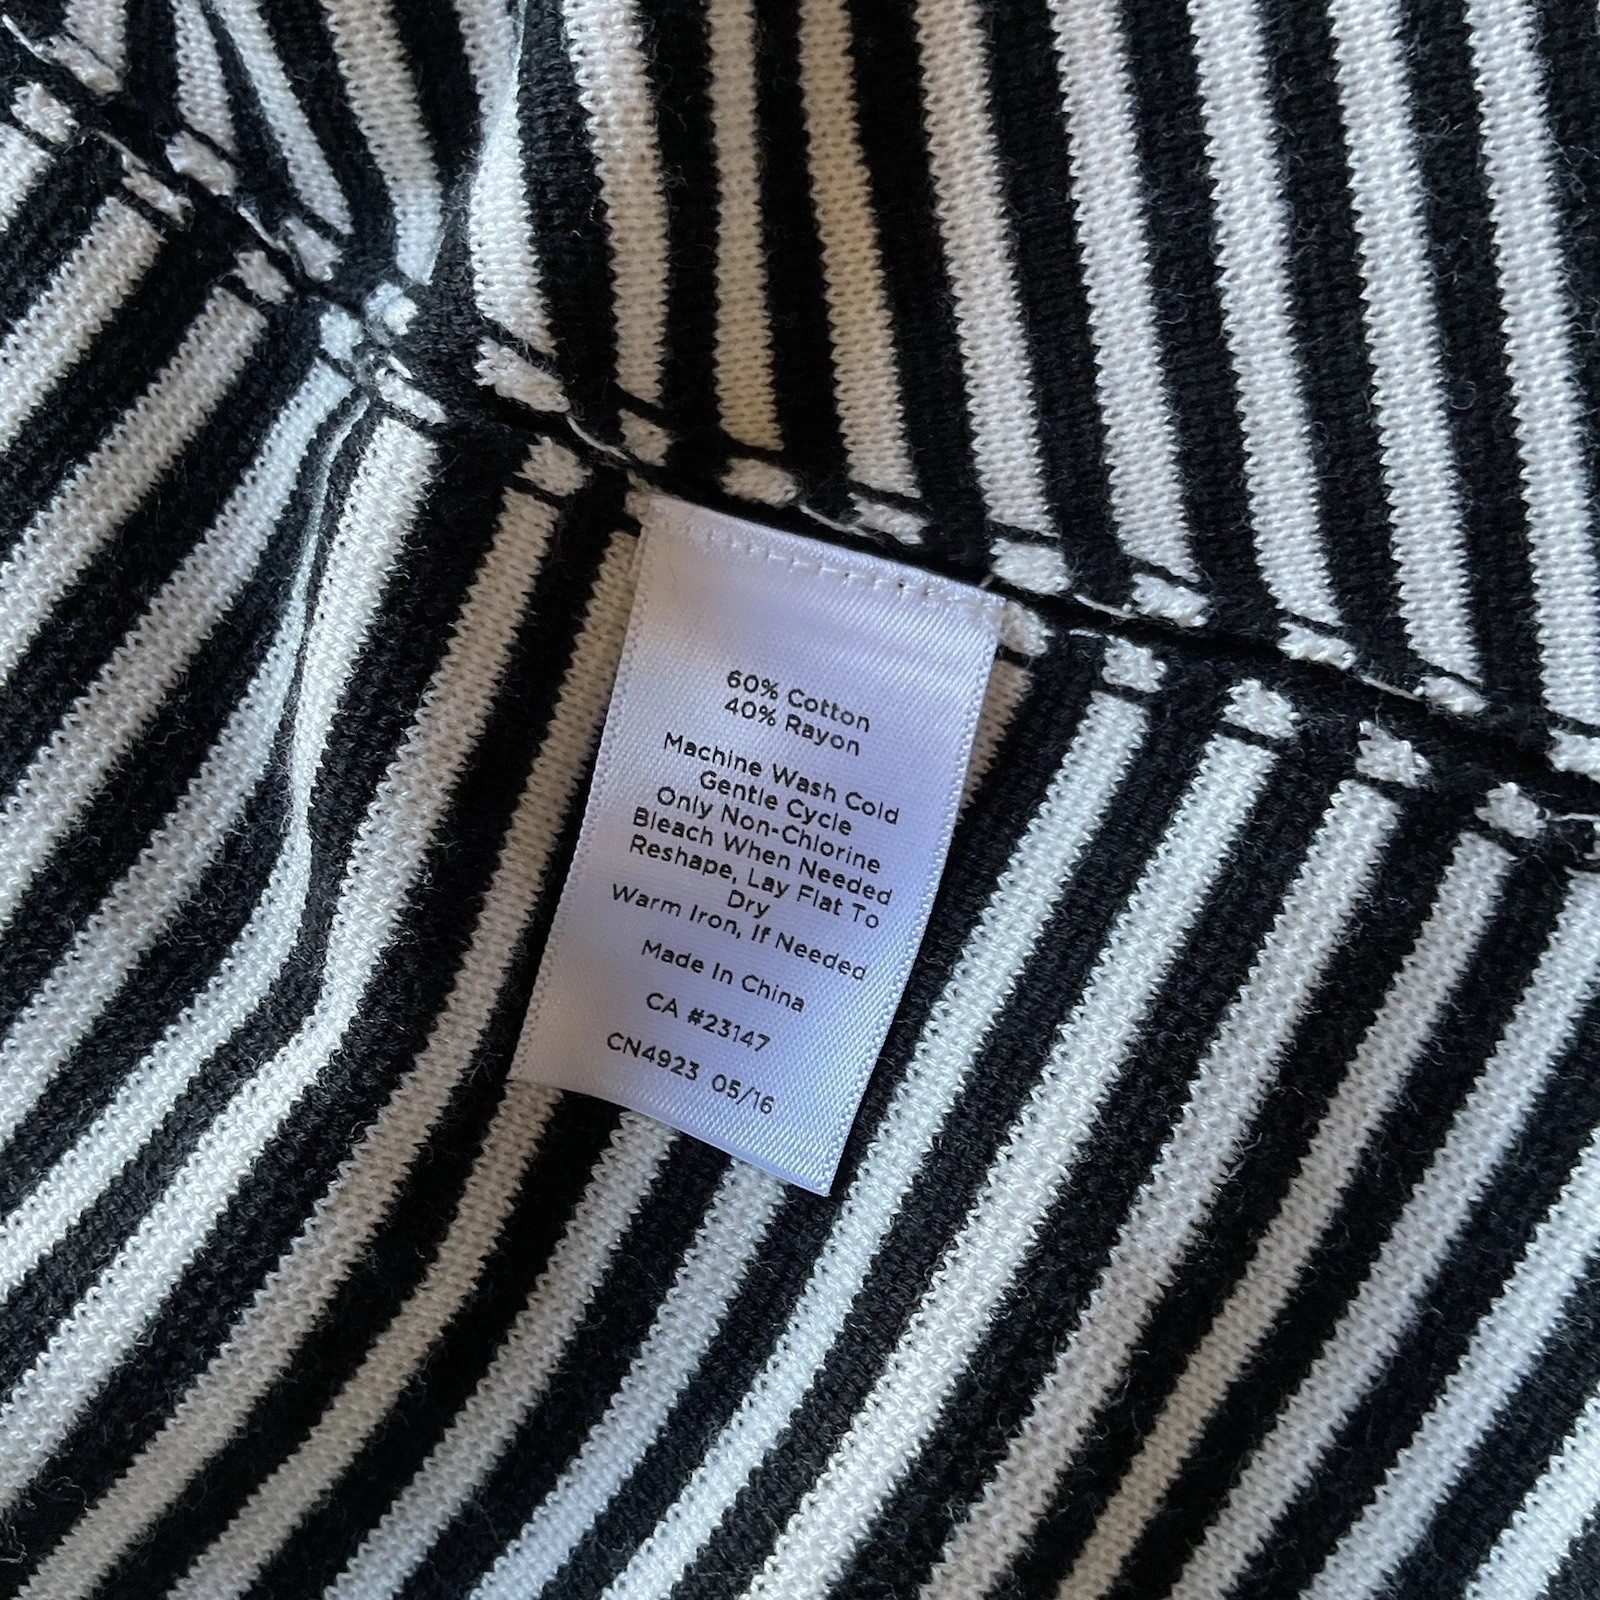 60% Cotton
40% Rayon
Machine Wash Cold
Gentle Cycle
Only Non-Chlorine
Bleach When Needed
Reshape, Lay Flat To
Dry
Warm Iron, If Needed
Made In China
CA #23147
CN4923 05/16